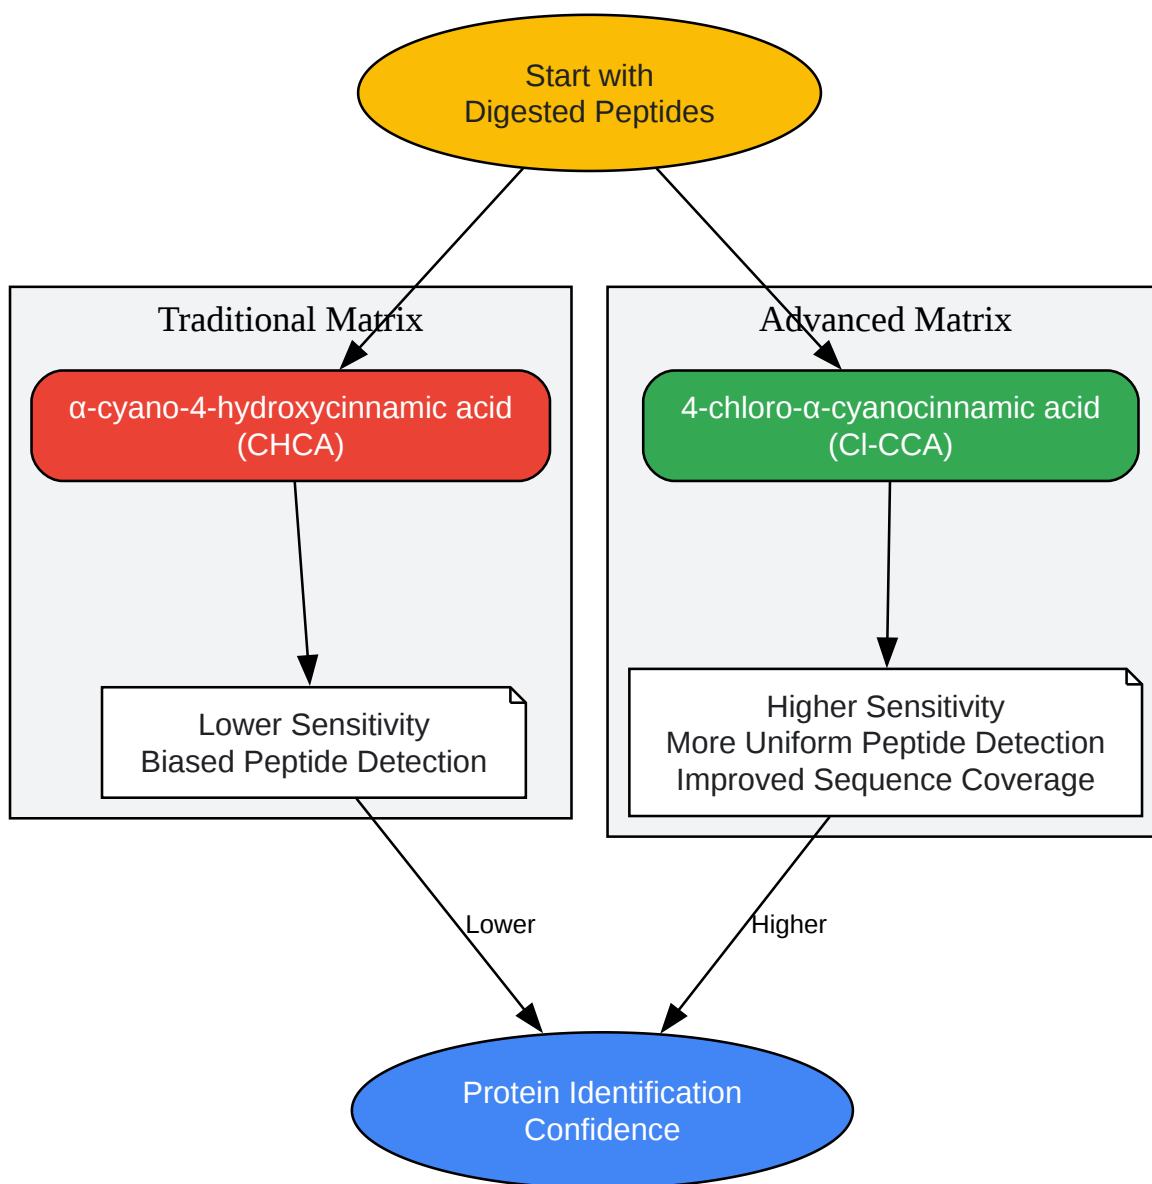 Start with
Digested Peptides
Traditional Matrix
α-cyano-4-hydroxycinnamic acid
(CHCA)
Lower Sensitivity
Biased Peptide Detection
Advanced Matrix
4-chloro-α-cyanocinnamic acid
(Cl-CCA)
Higher Sensitivity
More Uniform Peptide Detection
Improved Sequence Coverage
Lower
Higher
Protein Identification
Confidence